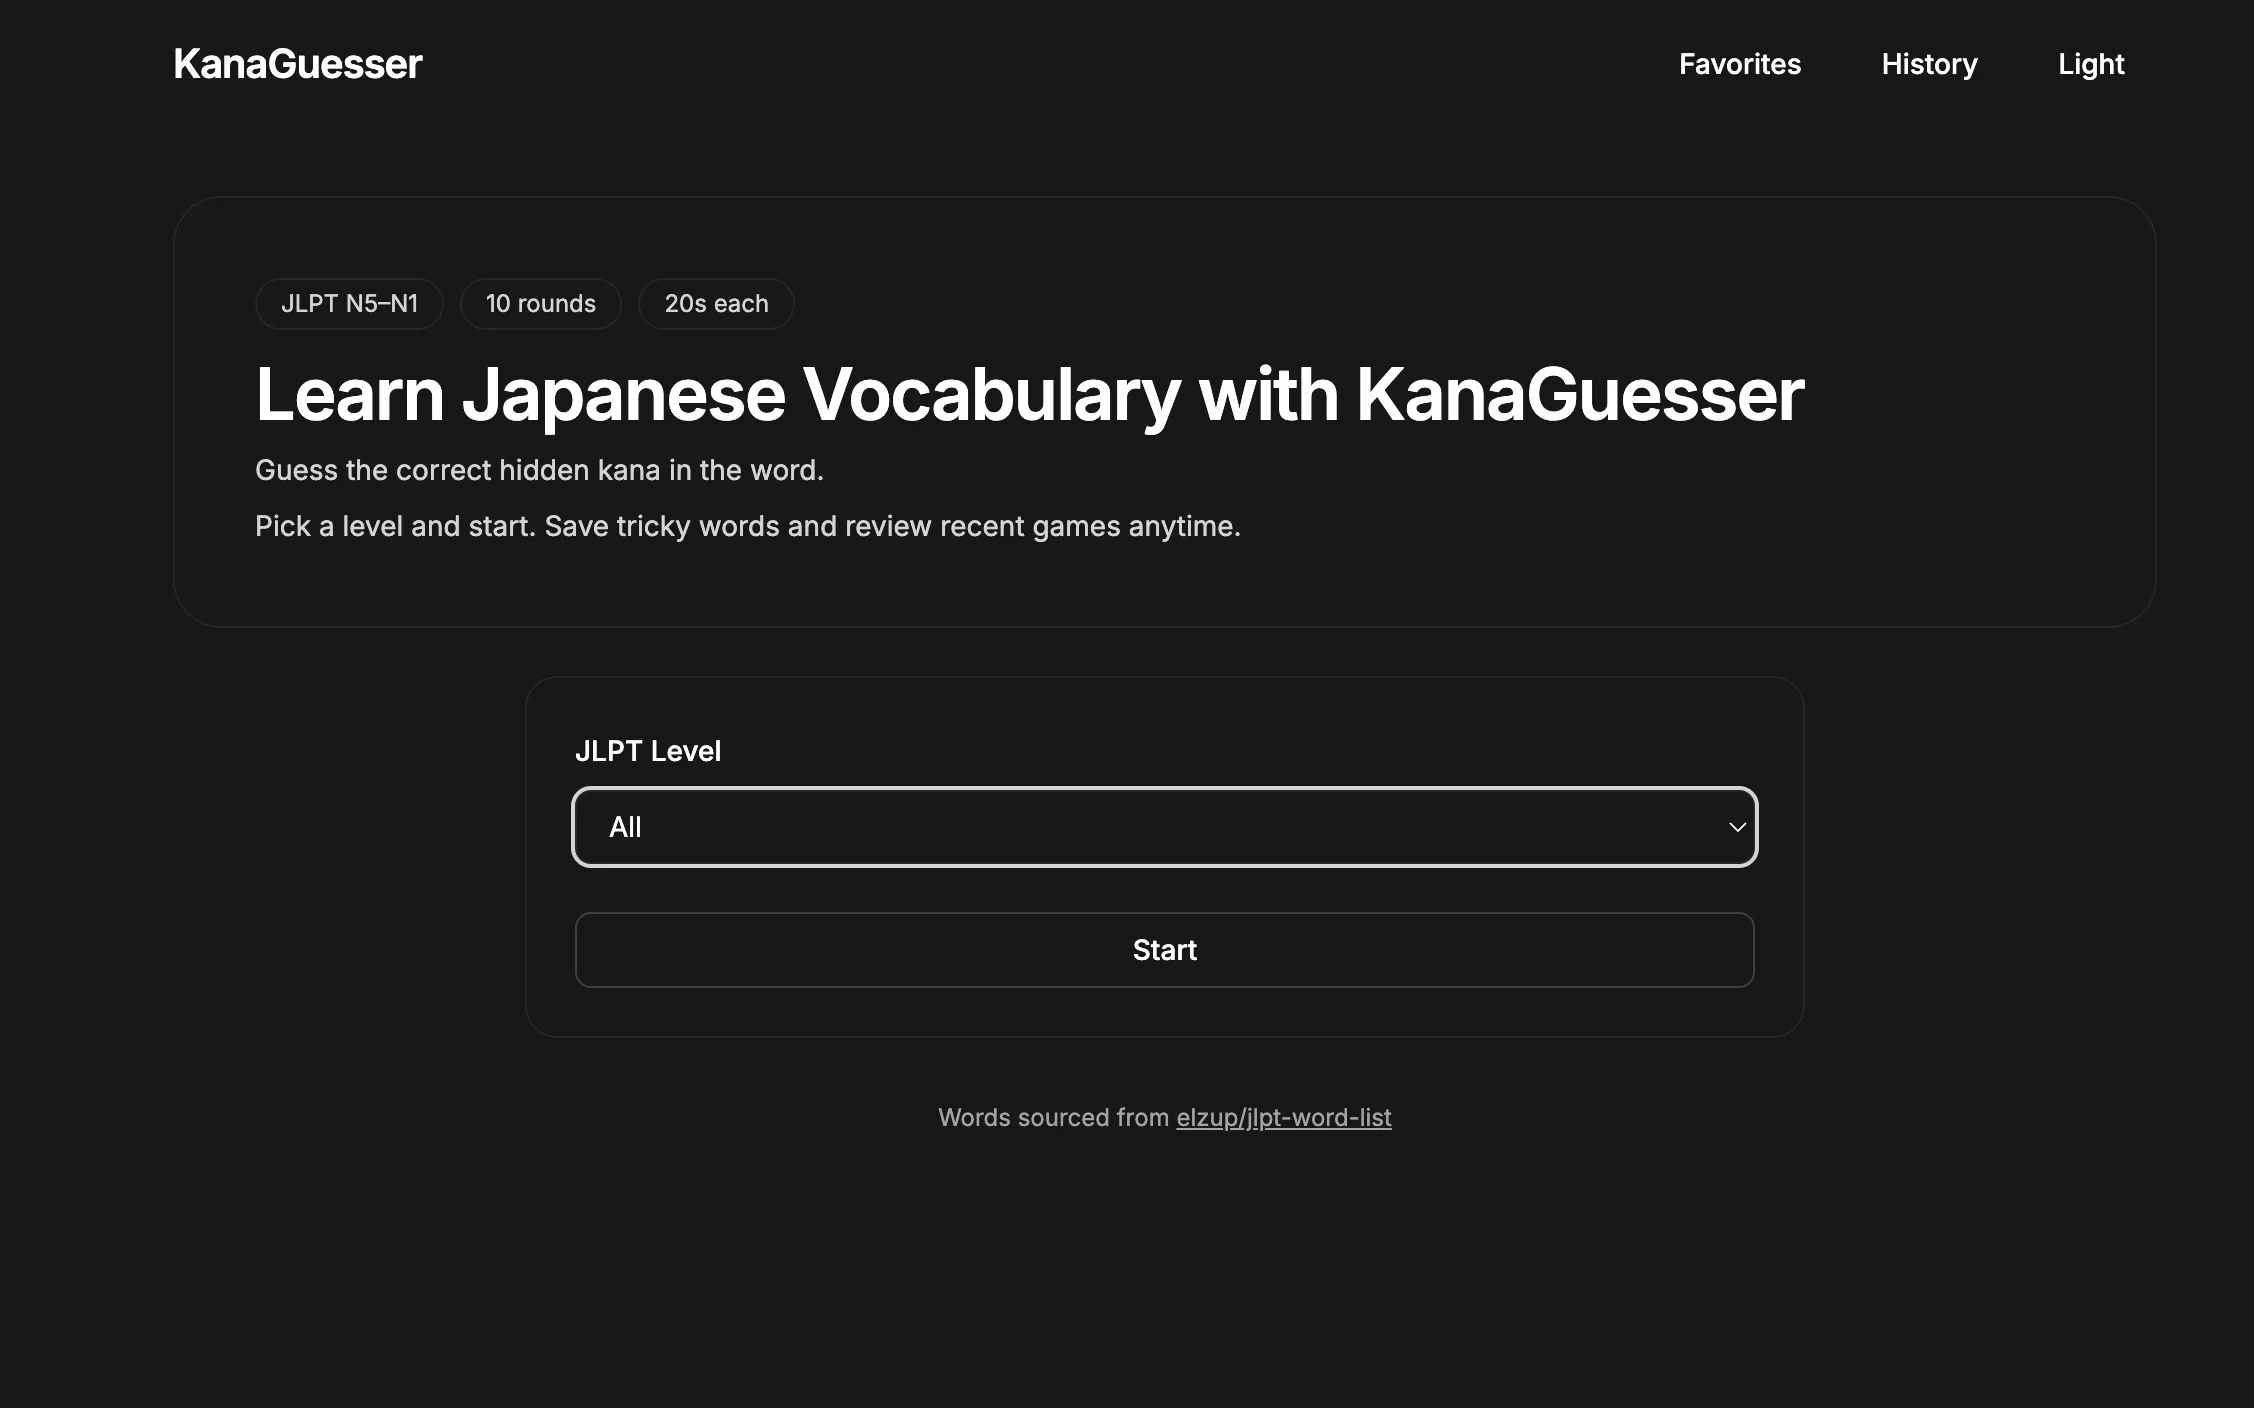 KanaGuesser
Favorites History Light
JLPT N5–N1 10 rounds 20s each
Learn Japanese Vocabulary with KanaGuesser
Guess the correct hidden kana in the word.
Pick a level and start. Save tricky words and review recent games anytime.
JLPT Level
All
Start
Words sourced from elzup/jlpt-word-list